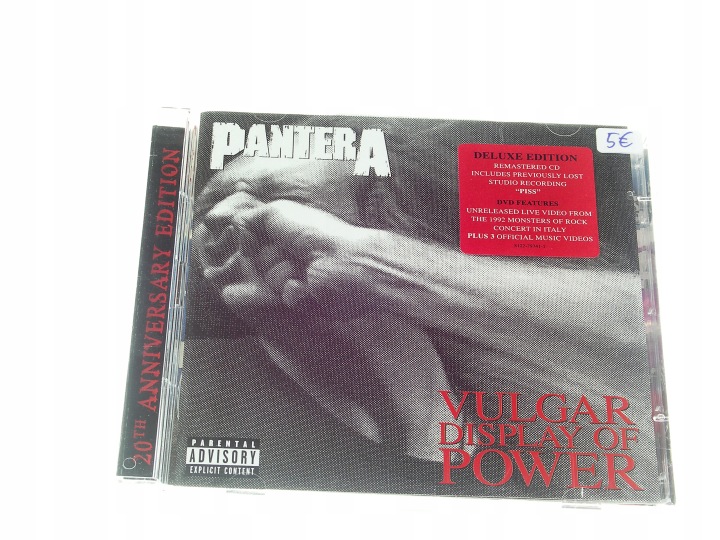 20TH ANNIVERSARY EDITION
PANTERA
5€
DELUXE EDITION
REMASTERED CD
INCLUDES PREVIOUSLY LOST
STUDIO RECORDING
"PISS"
DVD FEATURES
UNRELEASED LIVE VIDEO FROM
THE 1992 MONSTERS OF ROCK
CONCERT IN ITALY
PLUS 3 OFFICIAL MUSIC VIDEOS
VULGAR
DISPLAY OF
POWER
PARENTAL
ADVISORY
EXPLICIT CONTENT